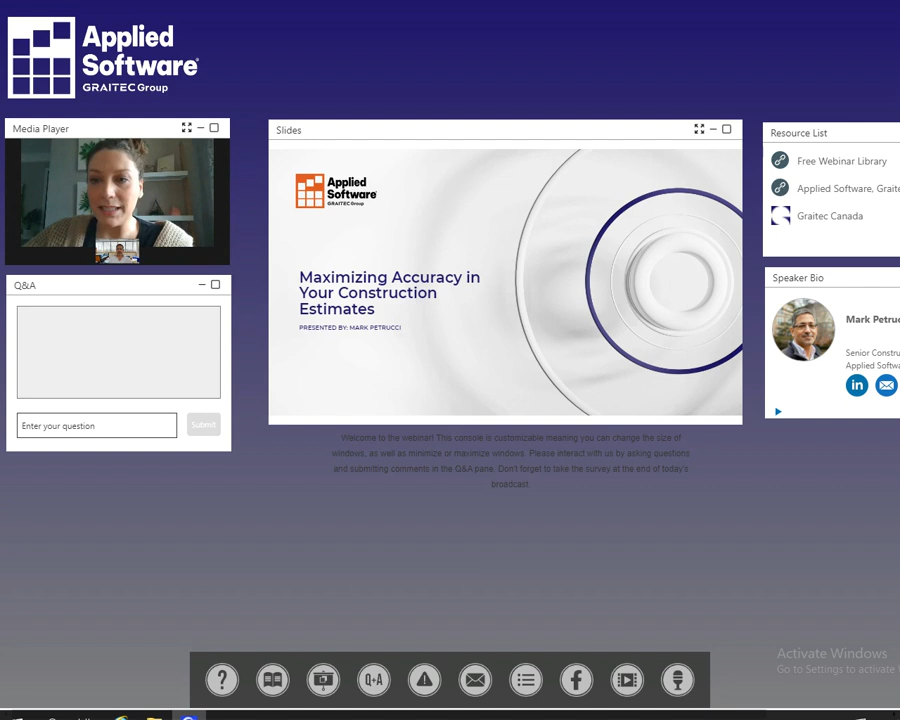 Applied
Software
GRAITEC Group
Media Player
Q&A
Enter your question
Submit
Slides
Applied
Software
GRAITEC Group
Maximizing Accuracy in
Your Construction
Estimates
PRESENTED BY: MARK PETRUCCI
Welcome to the webinar! This console is customizable meaning you can change the size of
windows, as well as minimize or maximize windows. Please interact with us by asking questions
and submitting comments in the Q&A pane. Don't forget to take the survey at the end of today's
broadcast.
Resource List
Free Webinar Library
Applied Software, Graite
Graitec Canada
Speaker Bio
Mark Petruc
Senior Constru
Applied Softwa
in
Activate Windows
Go to Settings to activate
?
Q+A
f